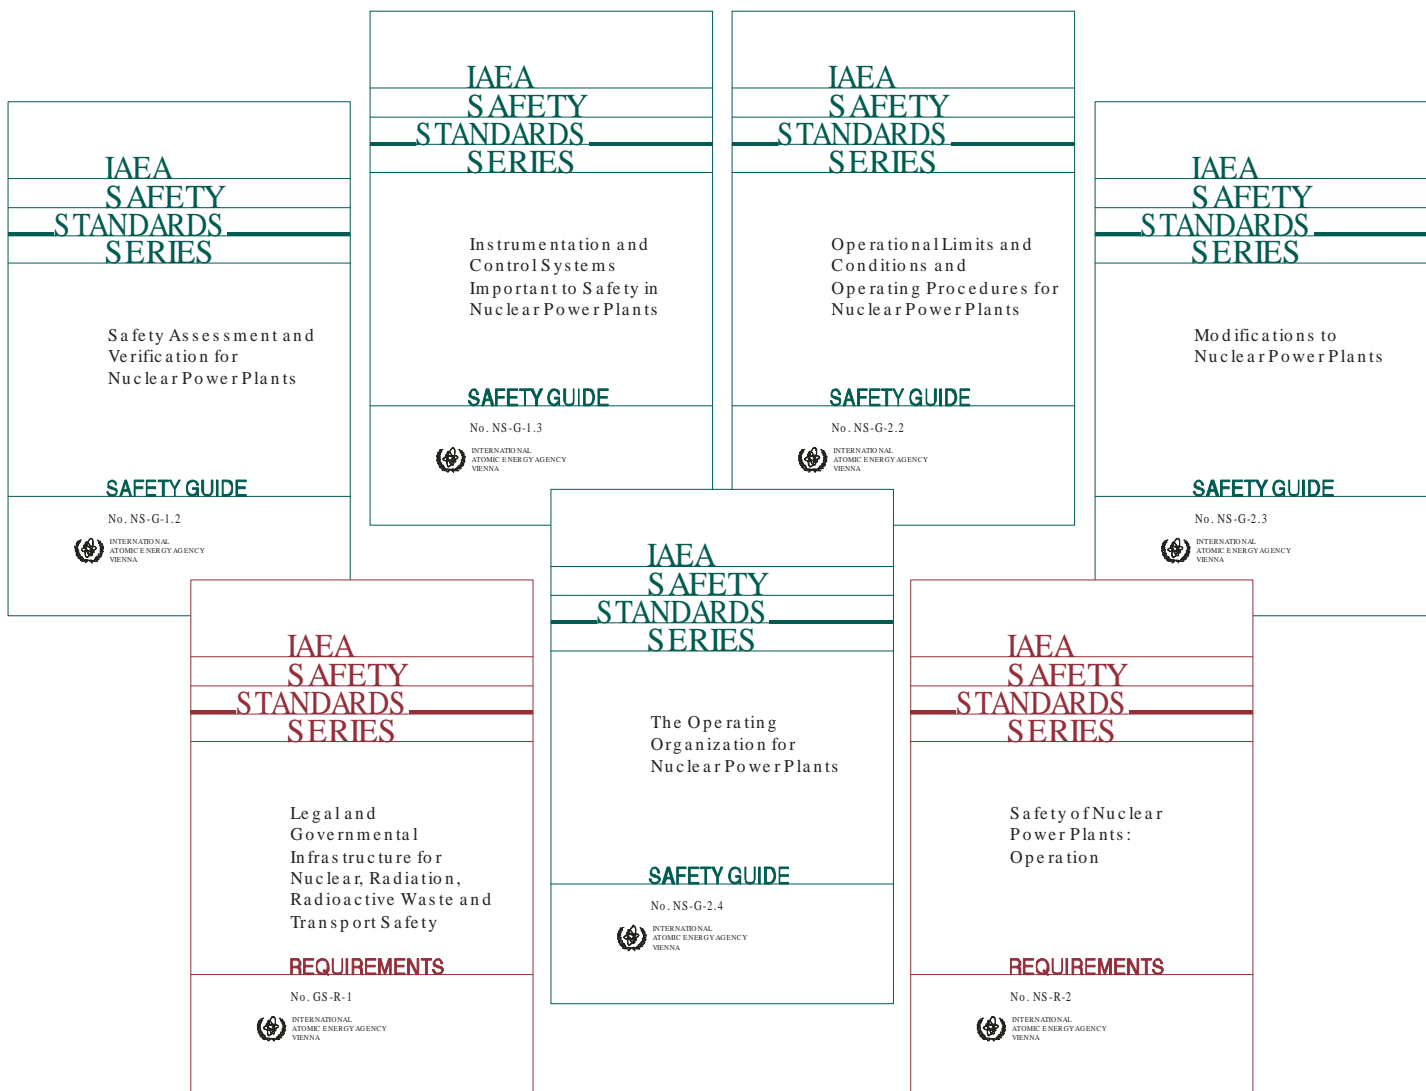 IAEA
SAFETY
STANDARDS
SERIES
Safety Assessment and
Verification for
Nuclear Power Plants
SAFETY GUIDE
No. NS-G-1.2
INTERNATIONAL
ATOMIC ENERGY AGENCY
VIENNA
IAEA
SAFETY
STANDARDS
SERIES
Instrumentation and
Control Systems
Important to Safety in
Nuclear Power Plants
SAFETY GUIDE
No. NS-G-1.3
INTERNATIONAL
ATOMIC ENERGY AGENCY
VIENNA
IAEA
SAFETY
STANDARDS
SERIES
Operational Limits and
Conditions and
Operating Procedures for
Nuclear Power Plants
SAFETY GUIDE
No. NS-G-2.2
INTERNATIONAL
ATOMIC ENERGY AGENCY
VIENNA
IAEA
SAFETY
STANDARDS
SERIES
Modifications to
Nuclear Power Plants
SAFETY GUIDE
No. NS-G-2.3
INTERNATIONAL
ATOMIC ENERGY AGENCY
VIENNA
IAEA
SAFETY
STANDARDS
SERIES
Legal and
Governmental
Infrastructure for
Nuclear, Radiation,
Radioactive Waste and
Transport Safety
REQUIREMENTS
No. GS-R-1
INTERNATIONAL
ATOMIC ENERGY AGENCY
VIENNA
IAEA
SAFETY
STANDARDS
SERIES
The Operating
Organization for
Nuclear Power Plants
SAFETY GUIDE
No. NS-G-2.4
INTERNATIONAL
ATOMIC ENERGY AGENCY
VIENNA
IAEA
SAFETY
STANDARDS
SERIES
Safety of Nuclear
Power Plants:
Operation
REQUIREMENTS
No. NS-R-2
INTERNATIONAL
ATOMIC ENERGY AGENCY
VIENNA